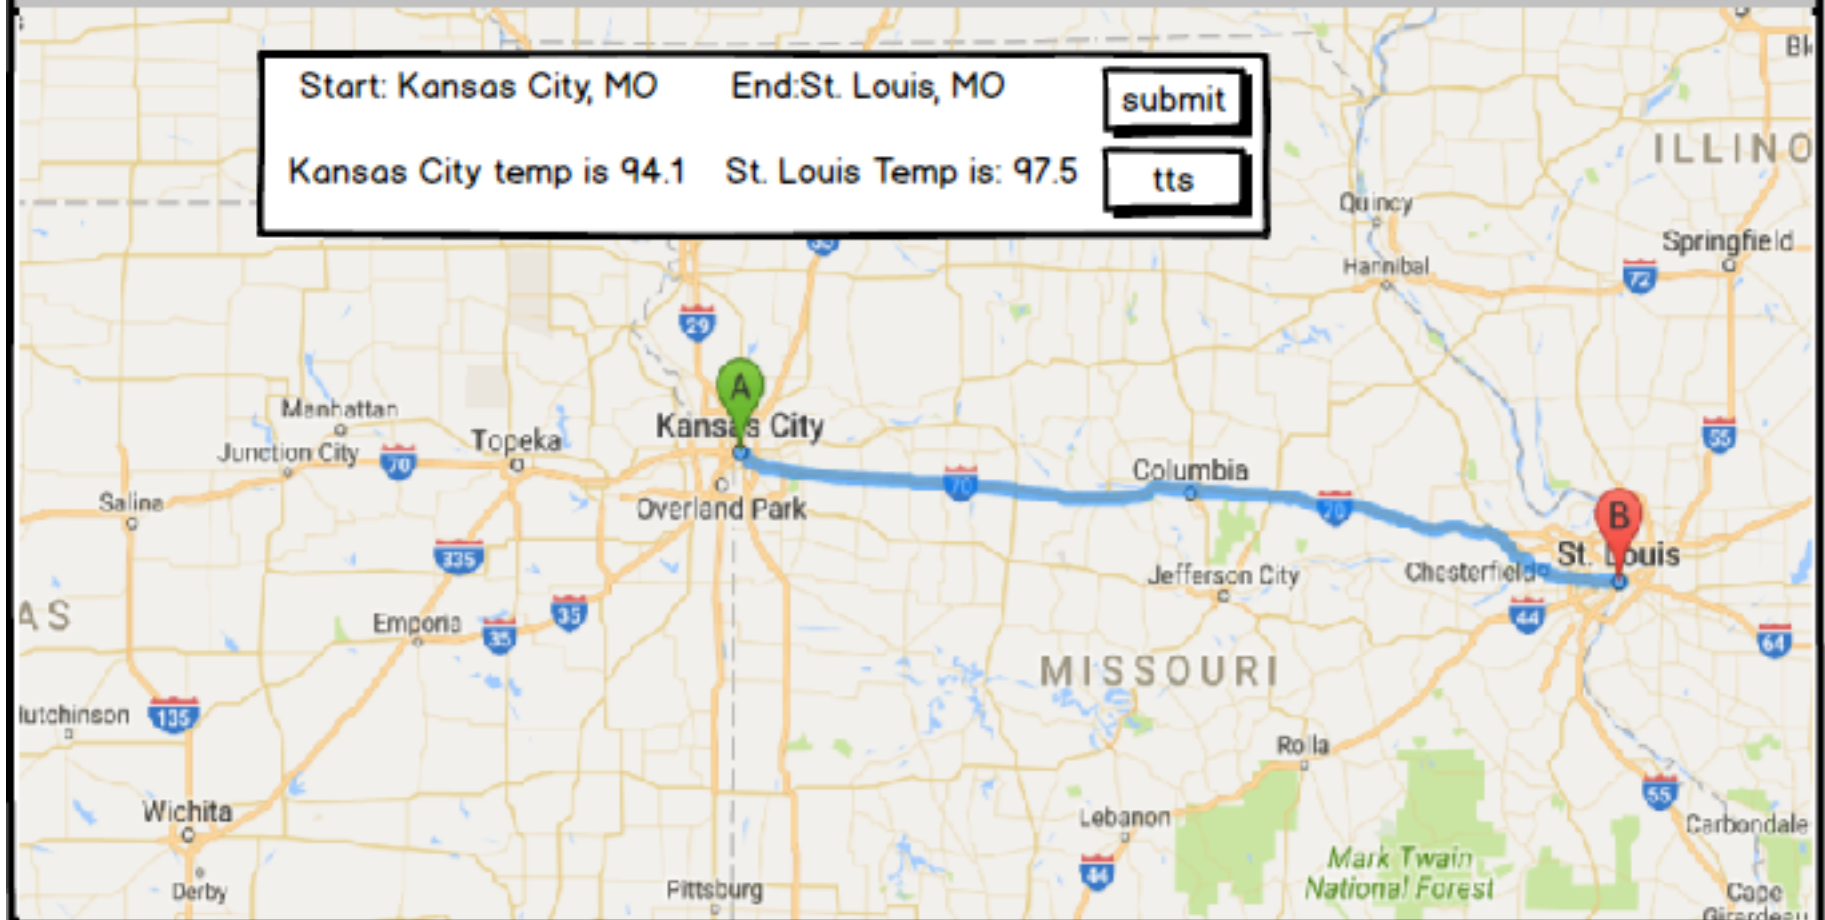 Start: Kansas City, MO
End:St. Louis, MO
submit
Kansas City temp is 94.1
St. Louis Temp is: 97.5
tts
ILLINO
Quincy
Springfield
Hannibal
72
29
A
Manhattan
Kansas City
Topeka
Junction City
70
55
Columbia
70
Salina
Overland Park
70
B
335
St. Louis
Chesterfield
Jefferson City
AS
Emporia
35
35
44
64
MISSOURI
135
Rolla
Wichita
55
Lebanon
Carbondale
Mark Twain
National Forest
44
Derby
Pittsburg
Cape